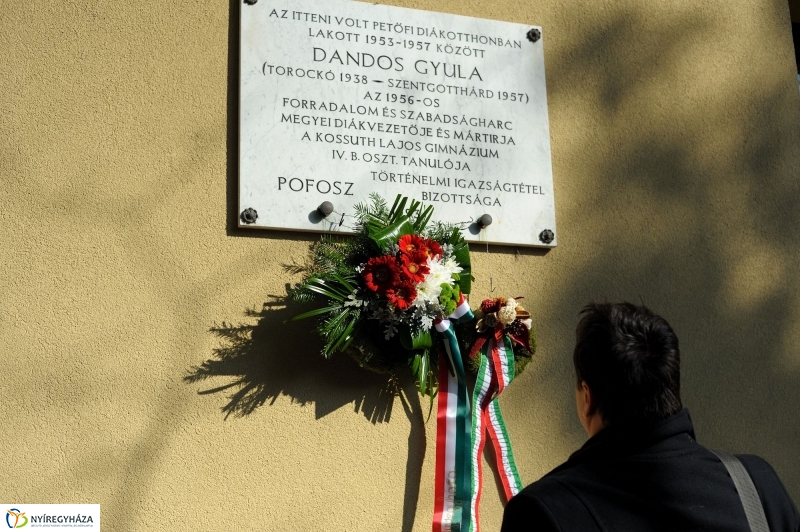 AZ ITTENI VOLT PETŐFI DIÁKOTTHONBAN
LAKOTT 1953-1957 KÖZÖTT
DANDOS GYULA
(TOROCKÓ 1938 — SZENTGOTTHÁRD 1957)
AZ 1956-OS
FORRADALOM ÉS SZABADSÁGHARC
MEGYEI DIÁKVEZETŐJE ÉS MÁRTIRJA
A KOSSUTH LAJOS GIMNÁZIUM
IV. B. OSZT. TANULÓJA
POFOSZ TÖRTÉNELMI IGAZSÁGTÉTEL
BIZOTTSÁGA
NYÍREGYHÁZA